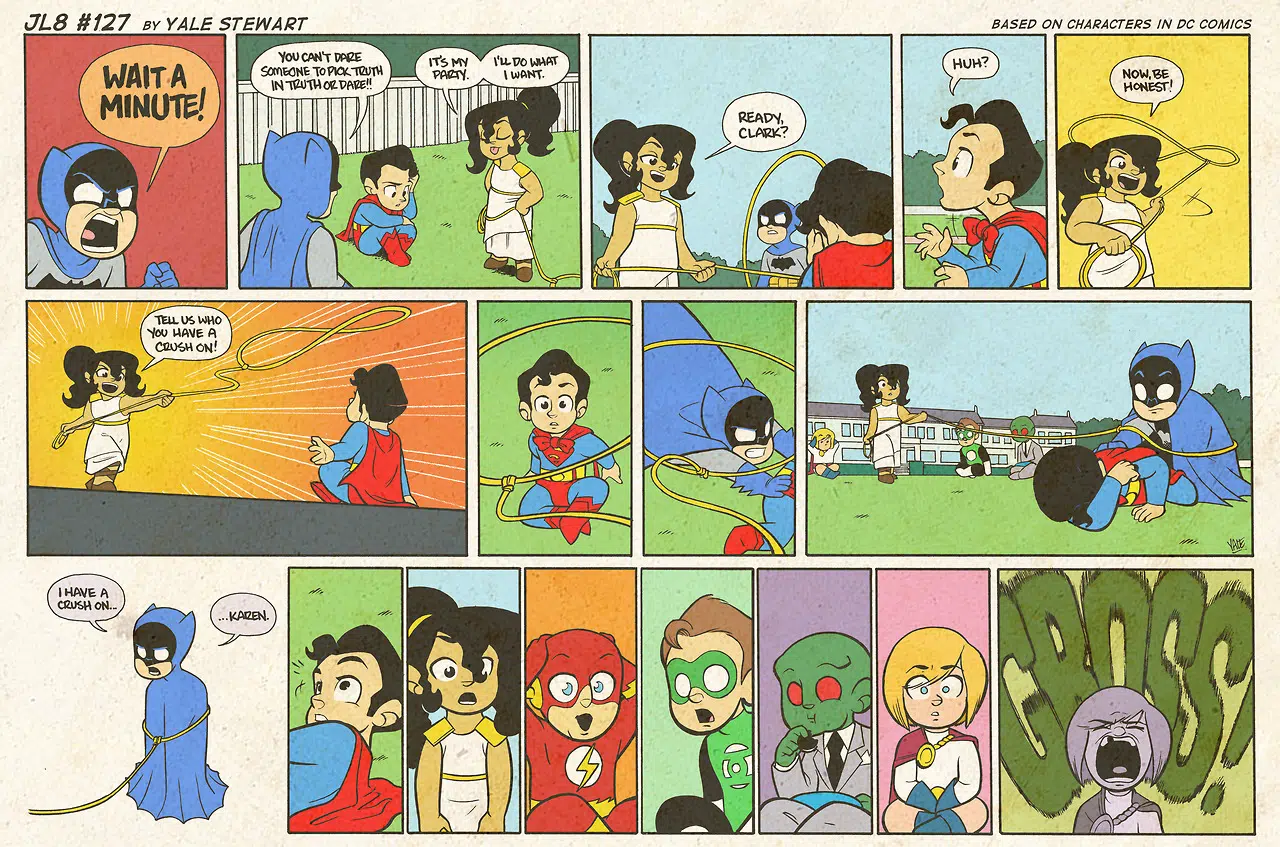 JL8 #127 BY YALE STEWART
BASED ON CHARACTERS IN DC COMICS
WAIT A
MINUTE!
YOU CAN'T DARE
SOMEONE TO PICK TRUTH
IN TRUTH OR DARE!!
IT'S MY
PARTY.
I'LL DO WHAT
I WANT.
READY,
CLARK?
HUH?
NOW, BE
HONEST!
TELL US WHO
YOU HAVE A
CRUSH ON!
YALE
I HAVE A
CRUSH ON...
...KAREN.
GROSS!